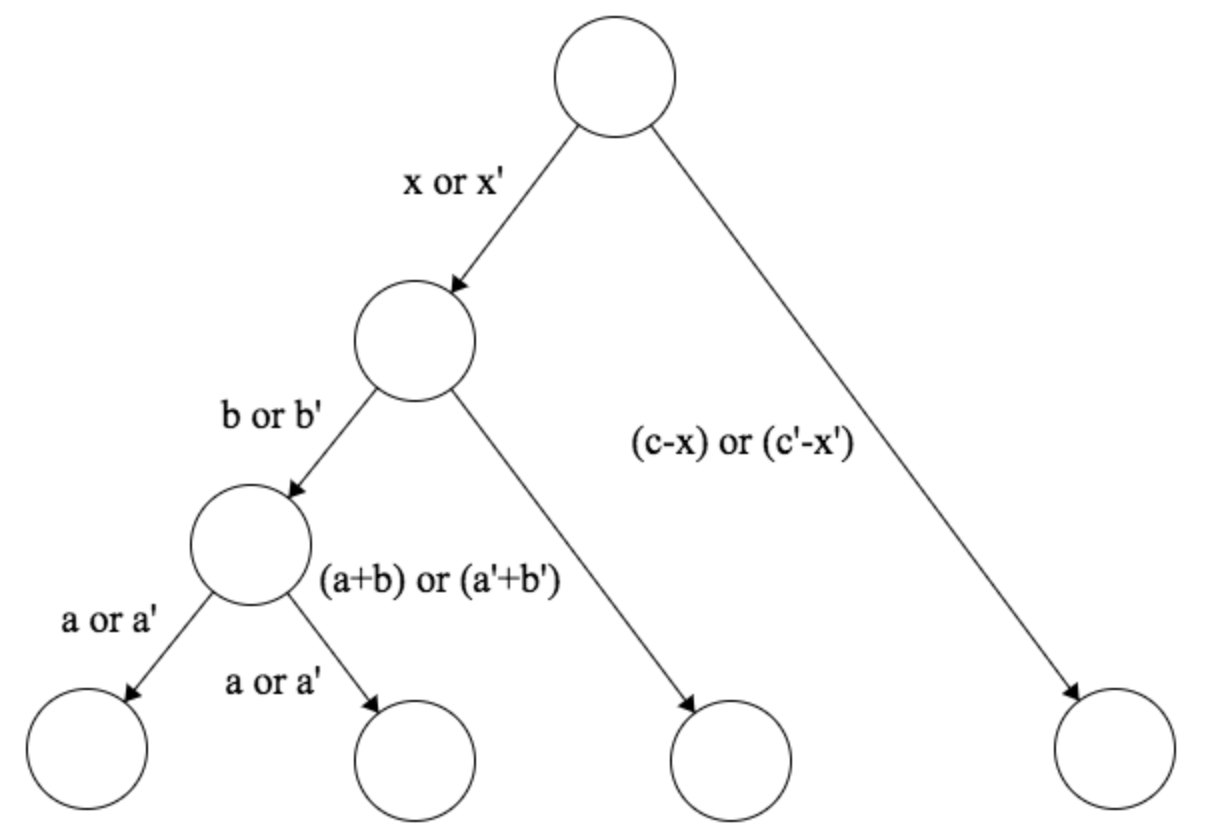 x or x'
b or b'
(c-x) or (c'-x')
(a+b) or (a'+b')
a or a'
a or a'